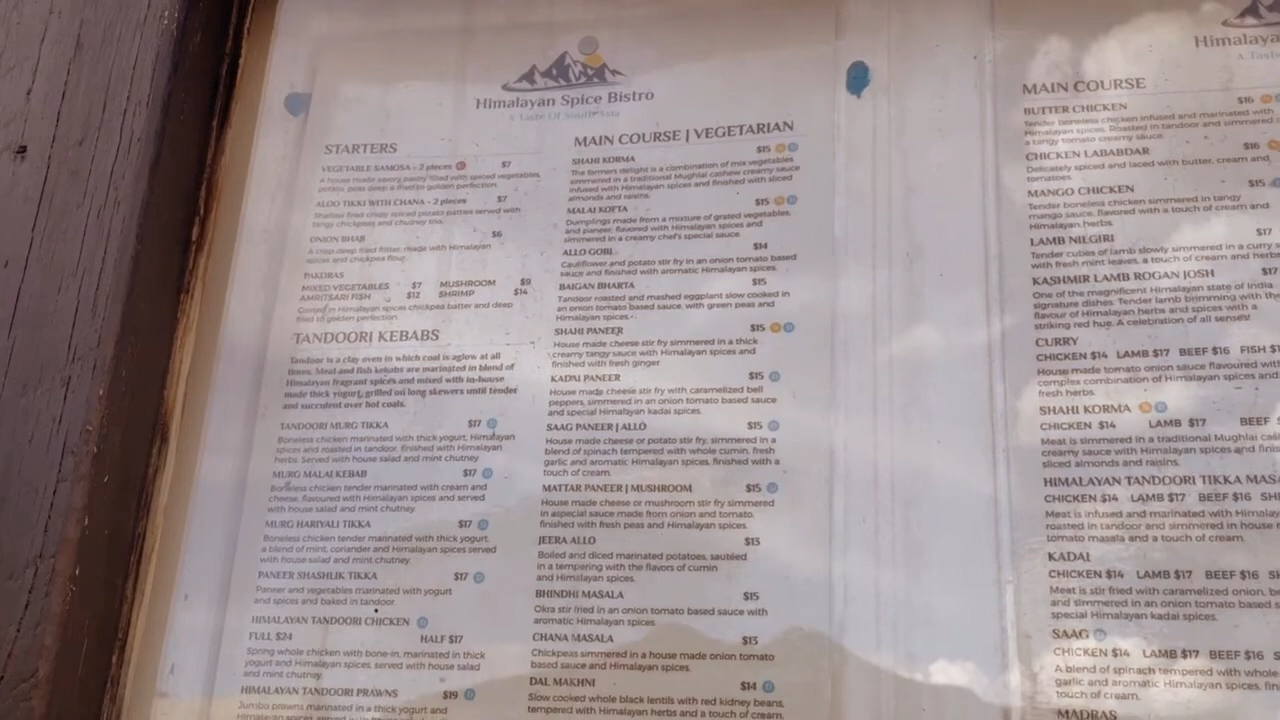 Himalayan Spice Bistro
A Taste Of South Asia
STARTERS
VEGETABLE SAMOSA - 2 pieces $7
A house made savory pastry filled with spiced vegetables,
potato, peas deep fried to golden perfection.
ALOO TIKKI WITH CHANA - 2 pieces $7
Shallow fried crispy spiced potato patties served with
tangy chickpeas and chutney trio.
ONION BHAJI $6
A crisp deep fried fritter, made with Himalayan
spices and chickpea flour.
PAKORAS
MIXED VEGETABLES $7 MUSHROOM $9
AMRITSARI FISH $12 SHRIMP $14
Coated in Himalayan spices chickpea batter and deep
fried to golden perfection.
TANDOORI KEBABS
Tandoor is a clay oven in which coal is aglow at all
times. Meat and fish kebabs are marinated in blend of
Himalayan fragrant spices and mixed with in-house
made thick yogurt, grilled on long skewers until tender
and succulent over hot coals.
TANDOORI MURG TIKKA $17 D
Boneless chicken marinated with thick yogurt, Himalayan
spices and roasted in tandoor, finished with Himalayan
herbs. Served with house salad and mint chutney.
MURG MALAI KEBAB $17 D
Boneless chicken tender marinated with cream and
cheese, flavoured with Himalayan spices and served
with house salad and mint chutney.
MURG HARIYALI TIKKA $17 D
Boneless chicken tender marinated with thick yogurt,
a blend of mint, coriander and Himalayan spices served
with house salad and mint chutney.
PANEER SHASHLIK TIKKA $17 D
Paneer and vegetables marinated with yogurt
and spices and baked in tandoor.
HIMALAYAN TANDOORI CHICKEN D
FULL $24 HALF $17
Spring whole chicken with bone-in, marinated in thick
yogurt and Himalayan spices, served with house salad
and mint chutney.
HIMALAYAN TANDOORI PRAWNS $19 D
Jumbo prawns marinated in a thick yogurt and
Himalayan spices, served with
MAIN COURSE | VEGETARIAN
SHAHI KORMA $15 N D
The farmers delight is a combination of mix vegetables
simmered in a traditional Mughlai cashew creamy sauce
infused with Himalayan spices and finished with sliced
almonds and raisins.
MALAI KOFTA $15 N D
Dumplings made from a mixture of grated vegetables,
and paneer, flavored with Himalayan spices and
simmered in a creamy chef's special sauce.
ALLO GOBI $14
Cauliflower and potato stir fry in an onion tomato based
sauce and finished with aromatic Himalayan spices.
BAIGAN BHARTA $15
Tandoor roasted and mashed eggplant slow cooked in
an onion tomato based sauce, with green peas and
Himalayan spices.
SHAHI PANEER $15 N D
House made cheese stir fry simmered in a thick
creamy tangy sauce with Himalayan spices and
finished with fresh ginger
KADAI PANEER $15 D
House made cheese stir fry with caramelized bell
peppers, simmered in an onion tomato based sauce
and special Himalayan kadai spices.
SAAG PANEER | ALLO $15 D
House made cheese or potato stir fry, simmered in a
blend of spinach tempered with whole cumin, fresh
garlic and aromatic Himalayan spices, finished with a
touch of cream.
MATTAR PANEER | MUSHROOM $15 D
House made cheese or mushroom stir fry simmered
in a special sauce made from onion and tomato,
finished with fresh peas and Himalayan spices.
JEERA ALLO $13
Boiled and diced marinated potatoes, sautéed
in a tempering with the flavors of cumin
and Himalayan spices.
BHINDHI MASALA $15
Okra stir fried in an onion tomato based sauce with
aromatic Himalayan spices.
CHANA MASALA $13
Chickpeas simmered in a house made onion tomato
based sauce and Himalayan spices.
DAL MAKHNI $14 D
Slow cooked whole black lentils with red kidney beans,
tempered with Himalayan herbs and a touch of cream.
Himalaya
A Taste
MAIN COURSE
BUTTER CHICKEN $16
Tender boneless chicken infused and marinated with
Himalayan spices. Roasted in tandoor and simmered
a tangy tomato creamy sauce.
CHICKEN LABABDAR $16
Delicately spiced and laced with butter, cream and
tomatoes.
MANGO CHICKEN $15
Tender boneless chicken simmered in tangy
mango sauce, flavored with a touch of cream and
Himalayan herbs.
LAMB NILGIRI $17
Tender cubes of lamb slowly simmered in a curry
with fresh mint leaves, a touch of cream and herbs
KASHMIR LAMB ROGAN JOSH $17
One of the magnificent Himalayan state of India
signature dishes. Tender lamb brimming with the
flavour of Himalayan herbs and spices with a
striking red hue. A celebration of all senses!
CURRY
CHICKEN $14 LAMB $17 BEEF $16 FISH $1
House made tomato onion sauce flavoured with
complex combination of Himalayan spices and
fresh herbs.
SHAHI KORMA N D
CHICKEN $14 LAMB $17 BEEF
Meat is simmered in a traditional Mughlai
creamy sauce with Himalayan spices and
sliced almonds and raisins.
HIMALAYAN TANDOORI TIKKA MASA
CHICKEN $14 LAMB $17 BEEF $16 SH
Meat is infused and marinated with Himalay
roasted in tandoor and simmered in house
tomato masala and a touch of cream.
KADAI
CHICKEN $14 LAMB $17 BEEF $16 S
Meat is stir fried with caramelized onion, be
and simmered in an onion tomato based
special Himalayan kadai spices.
SAAG D
CHICKEN $14 LAMB $17 BEEF $16 S
A blend of spinach tempered with whole
garlic and aromatic Himalayan spices, fin
touch of cream.
MADRAS